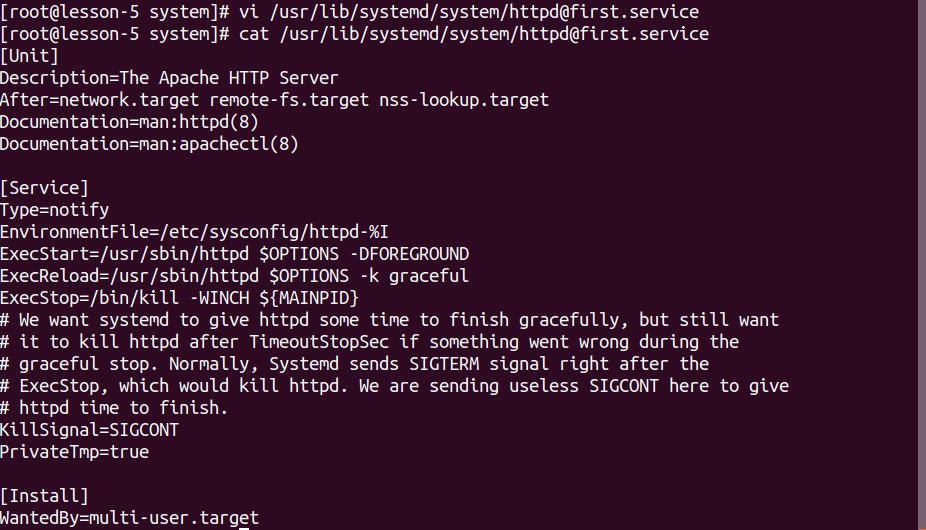 [root@lesson-5 system]# vi /usr/lib/systemd/system/httpd@first.service
[root@lesson-5 system]# cat /usr/lib/systemd/system/httpd@first.service
[Unit]
Description=The Apache HTTP Server
After=network.target remote-fs.target nss-lookup.target
Documentation=man:httpd(8)
Documentation=man:apachectl(8)

[Service]
Type=notify
EnvironmentFile=/etc/sysconfig/httpd-%I
ExecStart=/usr/sbin/httpd $OPTIONS -DFOREGROUND
ExecReload=/usr/sbin/httpd $OPTIONS -k graceful
ExecStop=/bin/kill -WINCH ${MAINPID}
# We want systemd to give httpd some time to finish gracefully, but still want
# it to kill httpd after TimeoutStopSec if something went wrong during the
# graceful stop. Normally, Systemd sends SIGTERM signal right after the
# ExecStop, which would kill httpd. We are sending useless SIGCONT here to give
# httpd time to finish.
KillSignal=SIGCONT
PrivateTmp=true

[Install]
WantedBy=multi-user.target